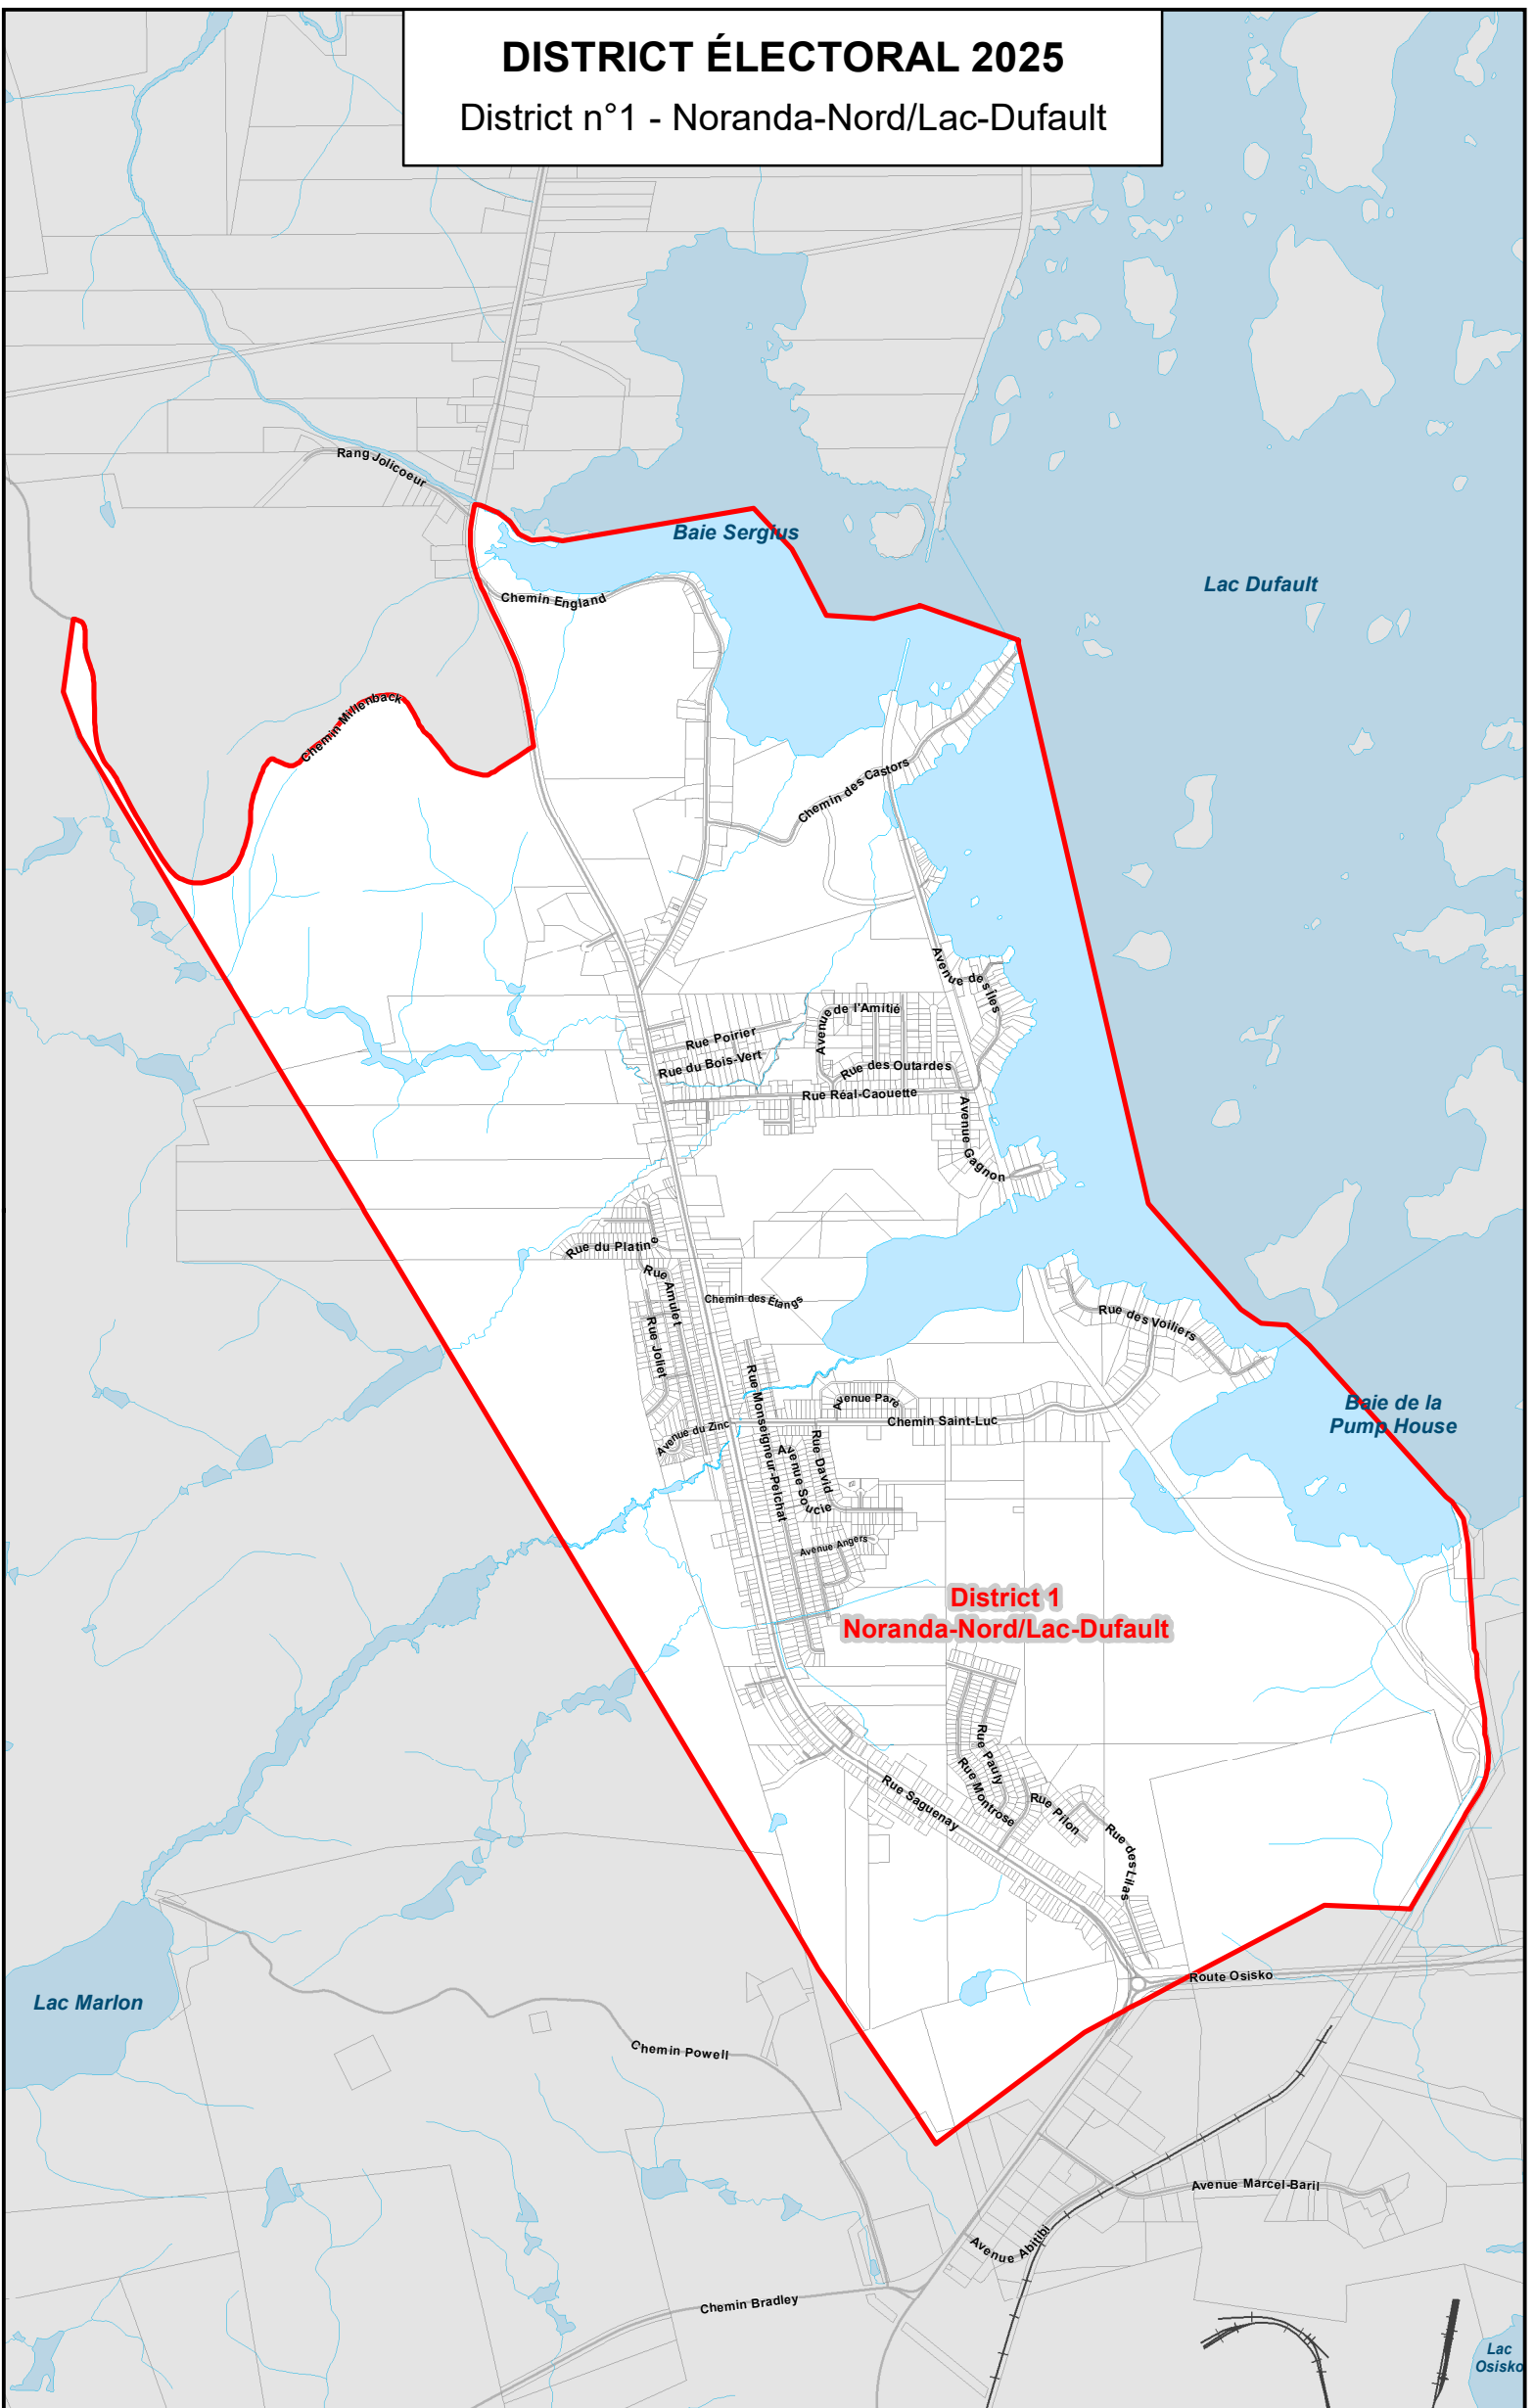 DISTRICT ÉLECTORAL 2025
District n°1 - Noranda-Nord/Lac-Dufault
Rang Jolicoeur
Baie Sergius
Lac Dufault
Chemin England
Chemin Millenback
Chemin des Castors
Avenue des Îles
Avenue de l'Amitié
Rue Poirier
Rue du Bois-Vert
Rue des Outardes
Rue Réal-Caouette
Avenue Gagnon
Rue du Platine
Rue Amulet
Chemin des Étangs
Rue des Voiliers
Rue Joliet
Rue Monseigneur-Pelchat
Avenue Paré
Chemin Saint-Luc
Baie de la
Pump House
Avenue du Zinc
Rue David
Avenue Soucie
Avenue Angers
District 1
Noranda-Nord/Lac-Dufault
Rue Pauly
Rue Montrose
Rue Saguenay
Rue Pilon
Rue des Lilas
Route Osisko
Lac Marlon
Chemin Powell
Avenue Marcel-Baril
Avenue Abitibi
Chemin Bradley
Lac
Osisko